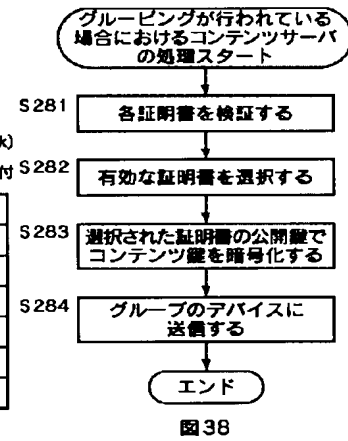 グルーピングが行われている
場合におけるコンテンツサーバ
の処理スタート
S281
各証明書を検証する
k)
付
S282
有効な証明書を選択する
S283
選択された証明書の公開鍵で
コンテンツ鍵を暗号化する
S284
グループのデバイスに
送信する
エンド
図38